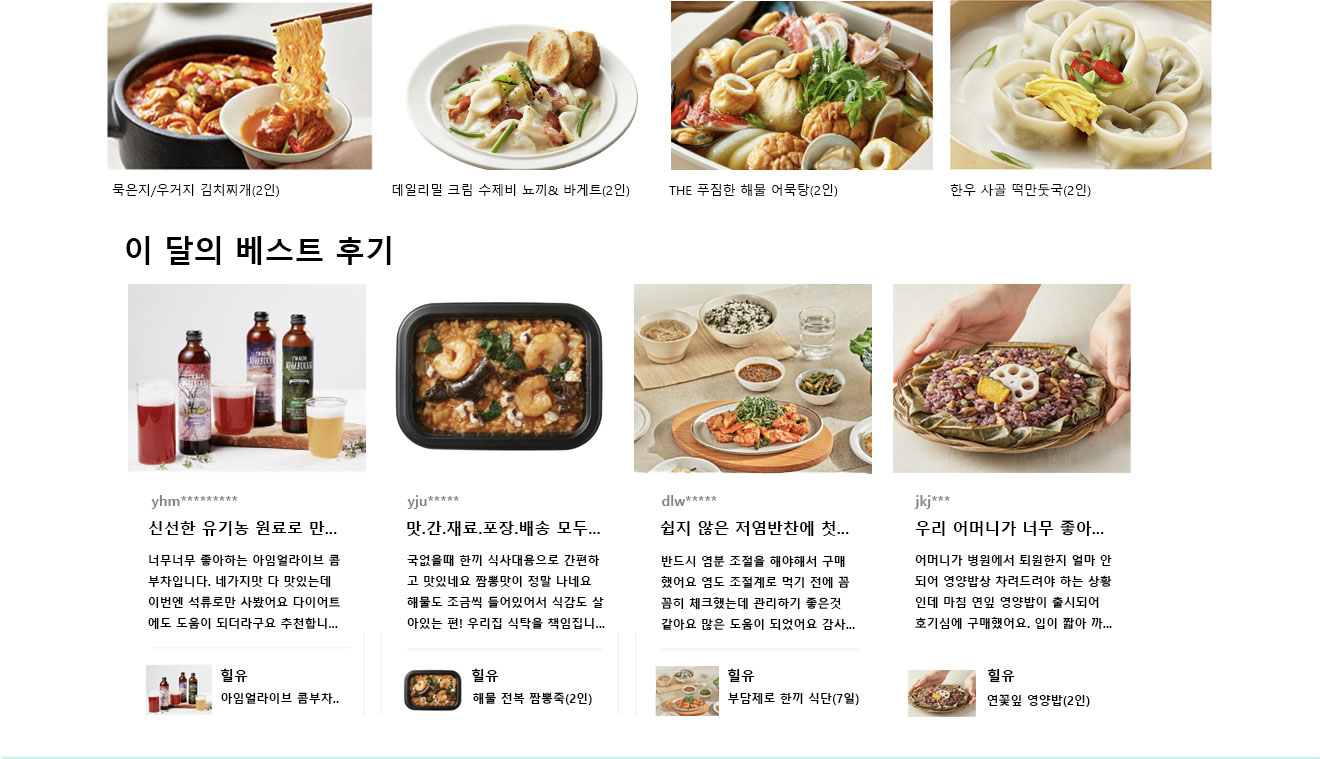 묵은지/우거지 김치찌개(2인)
데일리밀 크림 수제비 뇨끼& 바게트(2인)
THE 푸짐한 해물 어묵탕(2인)
한우 사골 떡만둣국(2인)
이 달의 베스트 후기
yhm*********
신선한 유기농 원료로 만...
너무너무 좋아하는 아임얼라이브 콤
부차입니다. 네가지맛 다 맛있는데
이번엔 석류로만 사봤어요 다이어트
에도 도움이 되더라구요 추천합니...
힐유
아임얼라이브 콤부차..
yju*****
맛.간.재료.포장.배송 모두...
국없을때 한끼 식사대용으로 간편하
고 맛있네요 짬뽕맛이 정말 나네요
해물도 조금씩 들어있어서 식감도 살
아있는 편! 우리집 식탁을 책임집니...
힐유
해물 전복 짬뽕죽(2인)
dlw*****
쉽지 않은 저염반찬에 첫...
반드시 염분 조절을 해야해서 구매
했어요 염도 조절계로 먹기 전에 꼼
꼼히 체크했는데 관리하기 좋은것
같아요 많은 도움이 되었어요 감사...
힐유
부담제로 한끼 식단(7일)
jkj***
우리 어머니가 너무 좋아...
어머니가 병원에서 퇴원한지 얼마 안
되어 영양밥상 차려드려야 하는 상황
인데 마침 연잎 영양밥이 출시되어
호기심에 구매했어요. 입이 짧아 까...
힐유
연꽃잎 영양밥(2인)